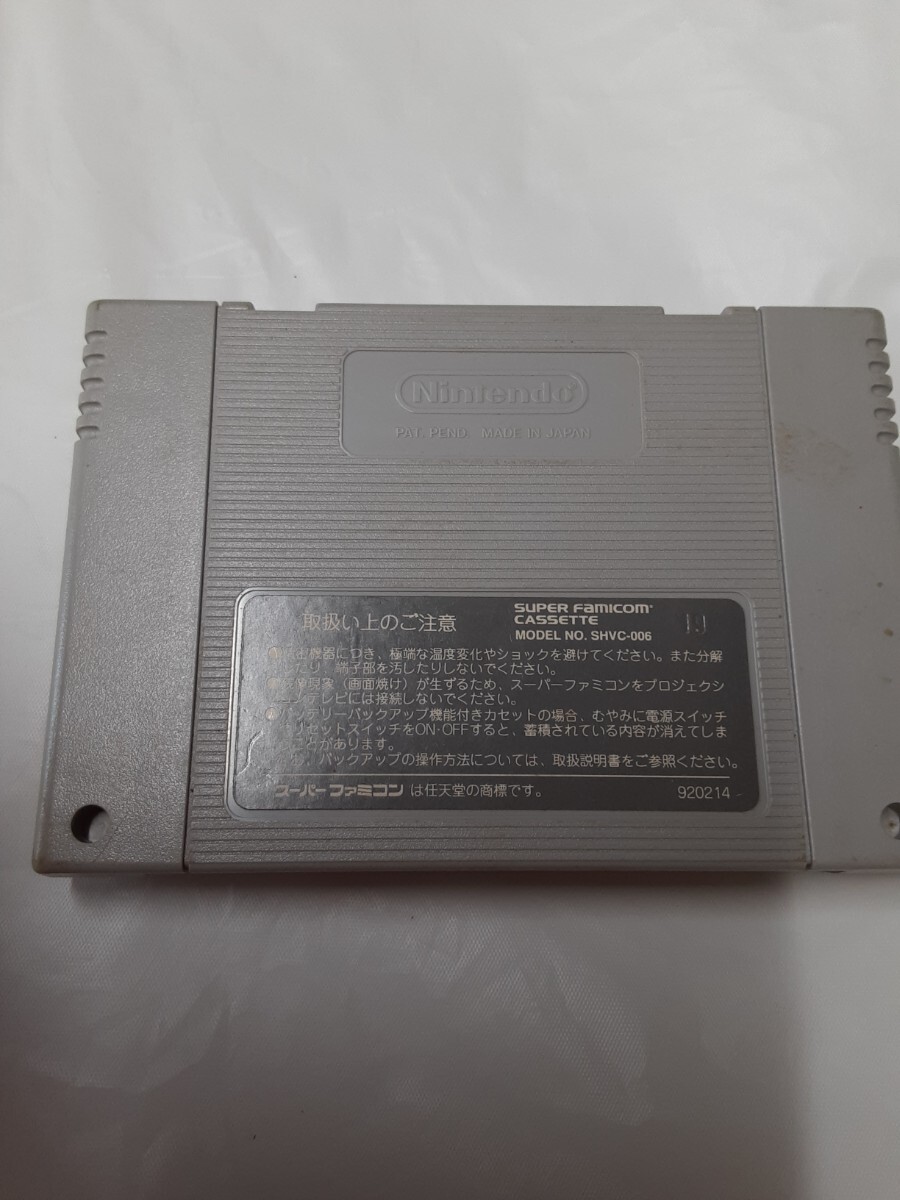 Nintendo
PAT. PEND. MADE IN JAPAN
取扱い上のご注意
SUPER FAMICOM
CASSETTE
MODEL NO. SHVC-006
19
機器につき、極端な温度変化やショックを避けてください。また分解
たり、端子部を汚したりしないでください。
現象(画面焼け)が生ずるため、スーパーファミコンをプロジェクシ
テレビには接続しないでください。
バッテリーバックアップ機能付きカセットの場合、むやみに電源スイッチ
リセットスイッチをON・OFFすると、蓄積されている内容が消えてしま
ことがあります。
、バックアップの操作方法については、取扱説明書をご参照ください。
スーパーファミコンは任天堂の商標です。
920214